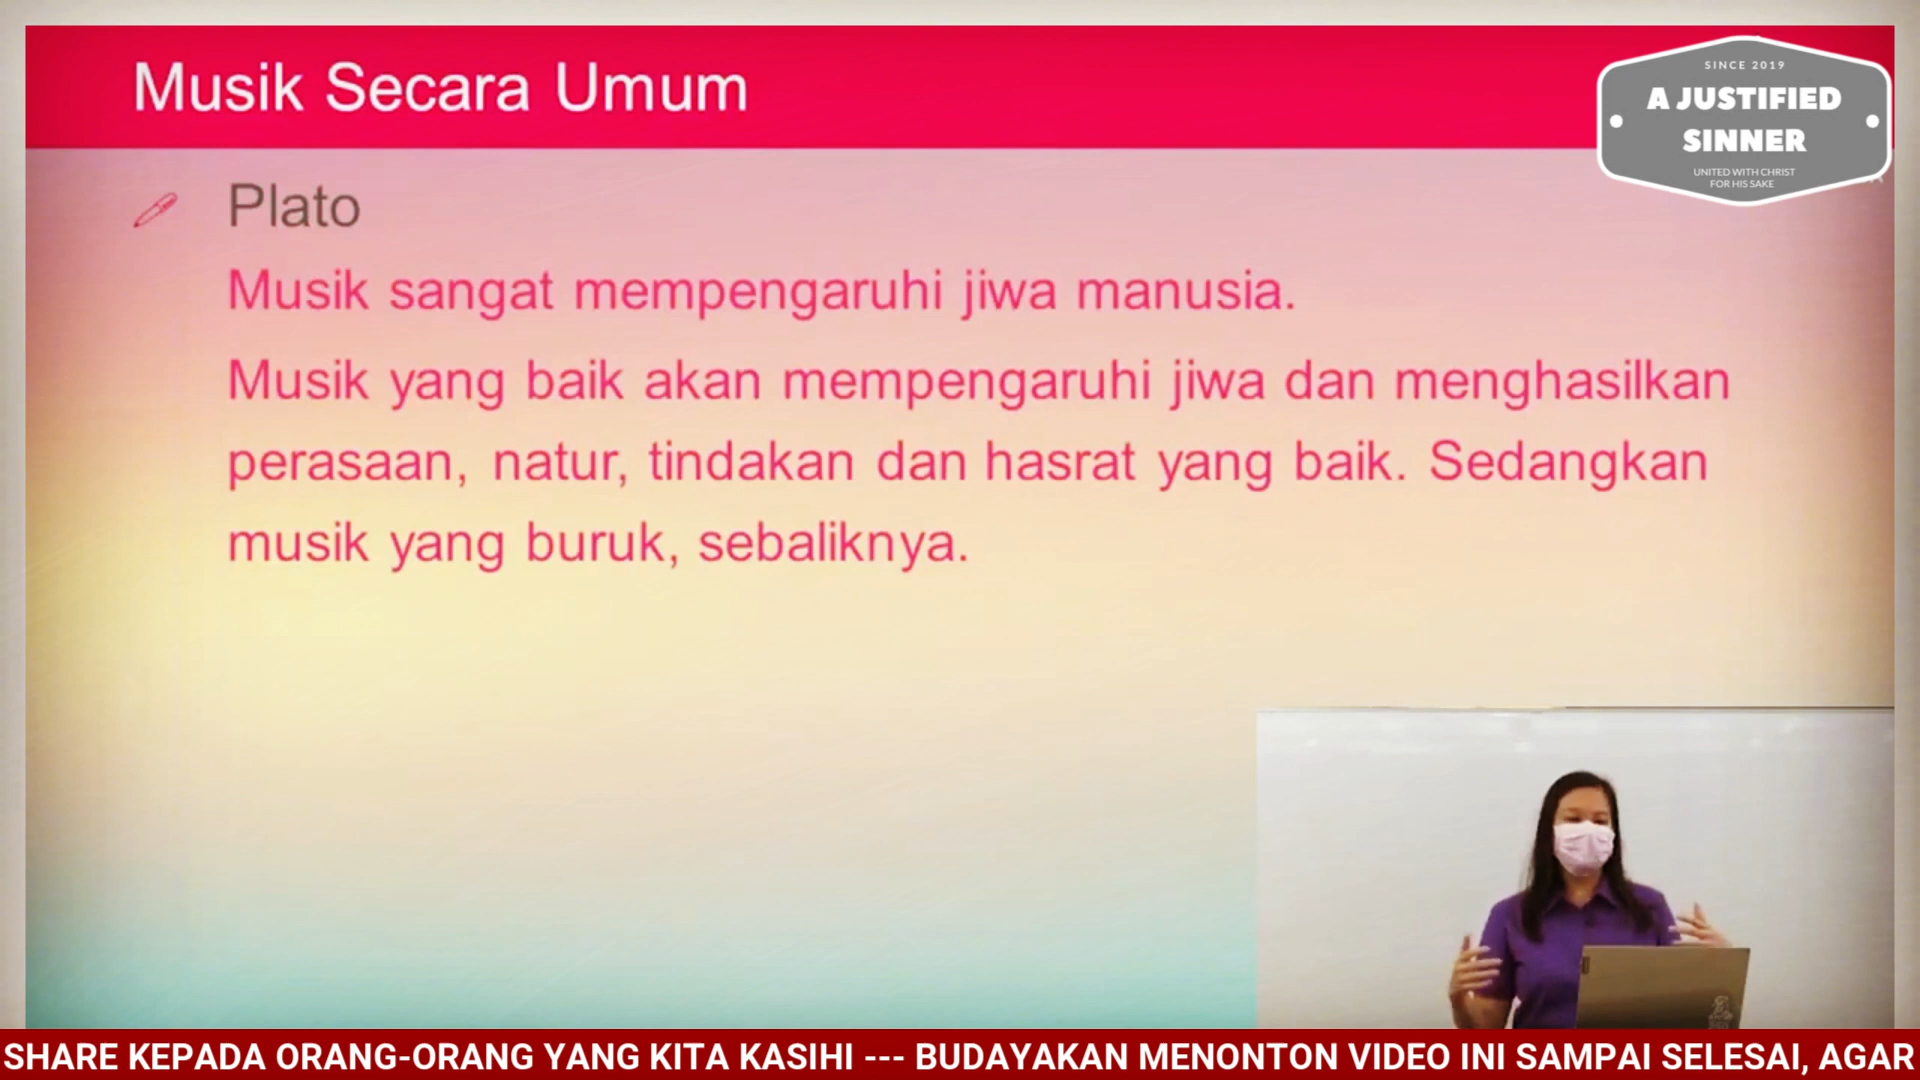 Musik Secara Umum
SINCE 2019
A JUSTIFIED
SINNER
UNITED WITH CHRIST
FOR HIS SAKE
Plato
Musik sangat mempengaruhi jiwa manusia.
Musik yang baik akan mempengaruhi jiwa dan menghasilkan
perasaan, natur, tindakan dan hasrat yang baik. Sedangkan
musik yang buruk, sebaliknya.
SHARE KEPADA ORANG-ORANG YANG KITA KASIHI --- BUDAYAKAN MENONTON VIDEO INI SAMPAI SELESAI, AGAR